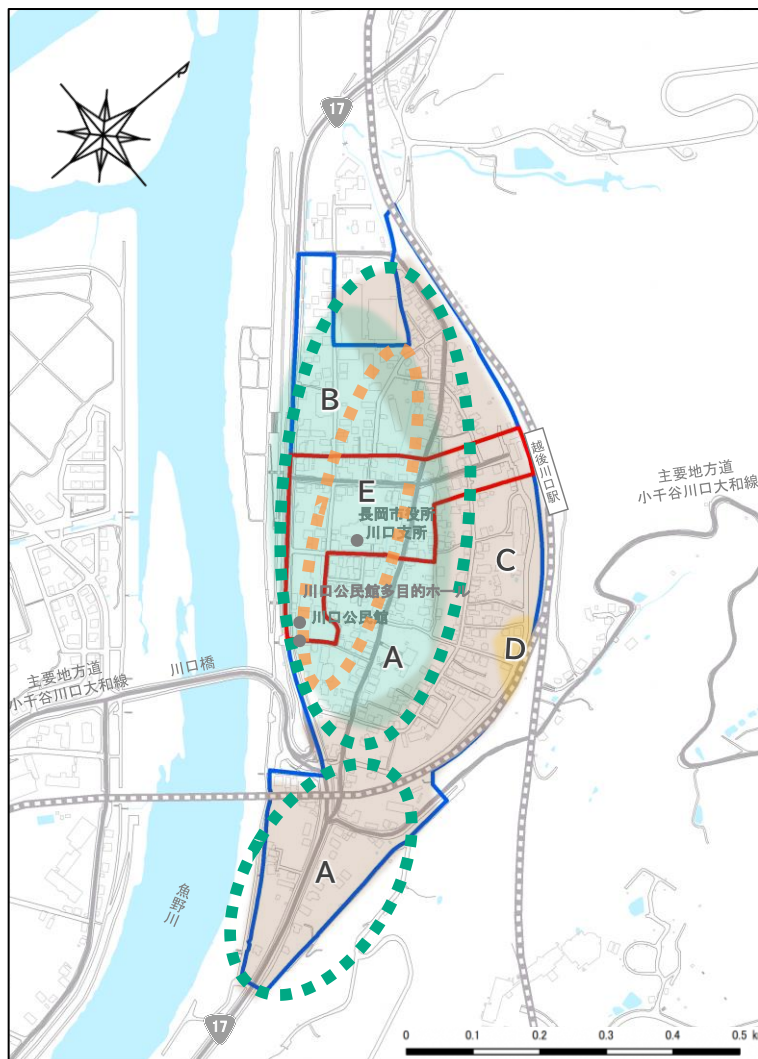 17
B
越後川口駅
主要地方道
小千谷川口大和線
E
長岡市役所
川口支所
C
川口公民館多目的ホール
川口公民館
D
A
川口橋
主要地方道
小千谷川口大和線
A
魚野川
17
0 0.1 0.2 0.3 0.4 0.5 k